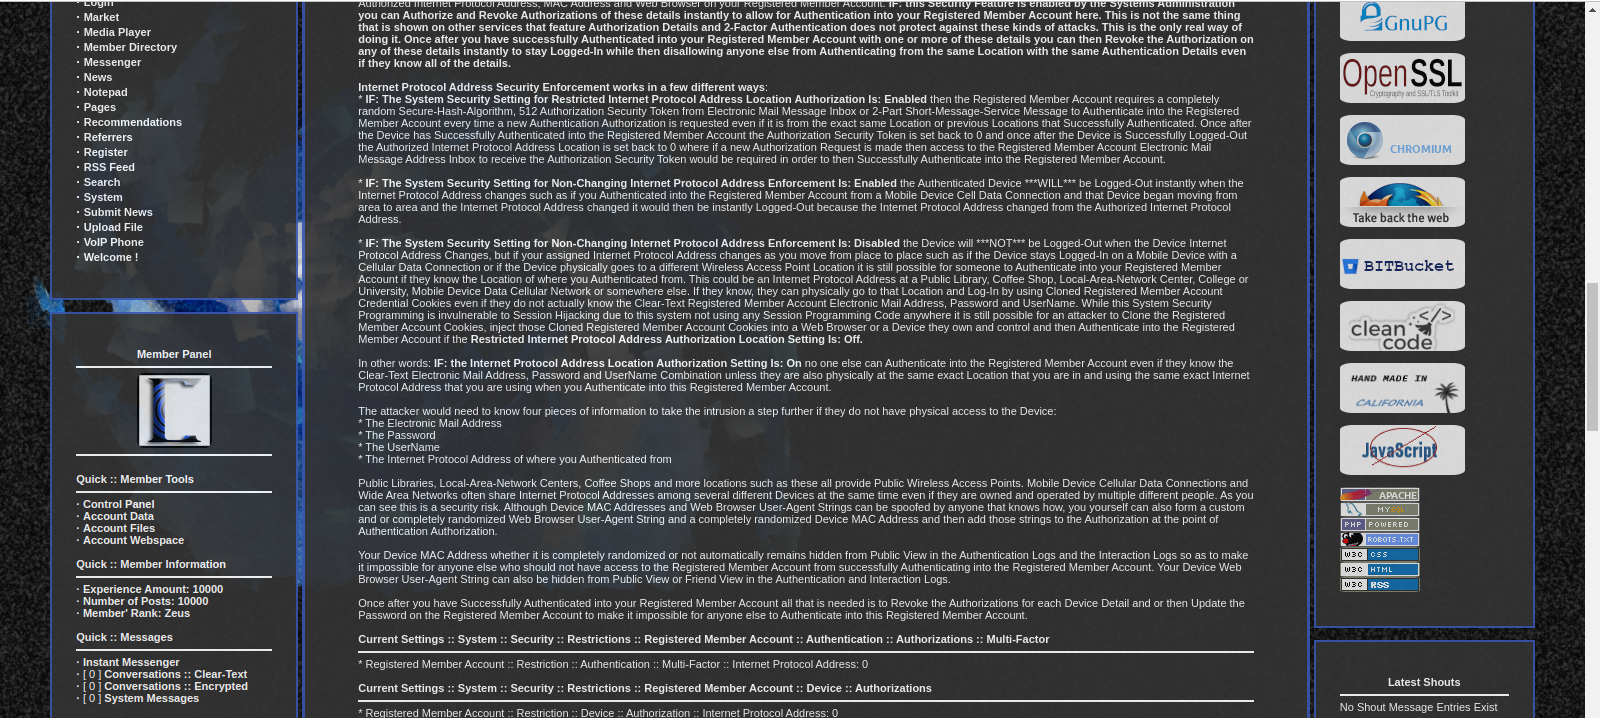 · Login
· Market
· Media Player
· Member Directory
· Messenger
· News
· Notepad
· Pages
· Recommendations
· Referrers
· Register
· RSS Feed
· Search
· System
· Submit News
· Upload File
· VoIP Phone
· Welcome !
Member Panel
Quick :: Member Tools
· Control Panel
· Account Data
· Account Files
· Account Webspace
Quick :: Member Information
· Experience Amount: 10000
· Number of Posts: 10000
· Member' Rank: Zeus
Quick :: Messages
· Instant Messenger
· [ 0 ] Conversations :: Clear-Text
· [ 0 ] Conversations :: Encrypted
· [ 0 ] System Messages
Authorized Internet Protocol Address, MAC Address and Web Browser on your Registered Member Account. IF: this Security Feature is enabled by the Systems Administration
you can Authorize and Revoke Authorizations of these details instantly to allow for Authentication into your Registered Member Account here. This is not the same thing
that is shown on other services that feature Authorization Details and 2-Factor Authentication does not protect against these kinds of attacks. This is the only real way of
doing it. Once after you have successfully Authenticated into your Registered Member Account with one or more of these details you can then Revoke the Authorization on
any of these details instantly to stay Logged-In while then disallowing anyone else from Authenticating from the same Location with the same Authentication Details even
if they know all of the details.
Internet Protocol Address Security Enforcement works in a few different ways:
* IF: The System Security Setting for Restricted Internet Protocol Address Location Authorization Is: Enabled then the Registered Member Account requires a completely
random Secure-Hash-Algorithm, 512 Authorization Security Token from Electronic Mail Message Inbox or 2-Part Short-Message-Service Message to Authenticate into the Registered
Member Account every time a new Authentication Authorization is requested even if it is from the exact same Location or previous Locations that Successfully Authenticated. Once after
the Device has Successfully Authenticated into the Registered Member Account the Authorization Security Token is set back to 0 and once after the Device is Successfully Logged-Out
the Authorized Internet Protocol Address Location is set back to 0 where if a new Authorization Request is made then access to the Registered Member Account Electronic Mail
Message Address Inbox to receive the Authorization Security Token would be required in order to then Successfully Authenticate into the Registered Member Account.
* IF: The System Security Setting for Non-Changing Internet Protocol Address Enforcement Is: Enabled the Authenticated Device ***WILL*** be Logged-Out instantly when the
Internet Protocol Address changes such as if you Authenticated into the Registered Member Account from a Mobile Device Cell Data Connection and that Device began moving from
area to area and the Internet Protocol Address changed it would then be instantly Logged-Out because the Internet Protocol Address changed from the Authorized Internet Protocol
Address.
* IF: The System Security Setting for Non-Changing Internet Protocol Address Enforcement Is: Disabled the Device will ***NOT*** be Logged-Out when the Device Internet
Protocol Address Changes, but if your assigned Internet Protocol Address changes as you move from place to place such as if the Device stays Logged-In on a Mobile Device with a
Cellular Data Connection or if the Device physically goes to a different Wireless Access Point Location it is still possible for someone to Authenticate into your Registered Member
Account if they know the Location of where you Authenticated from. This could be an Internet Protocol Address at a Public Library, Coffee Shop, Local-Area-Network Center, College or
University, Mobile Device Data Cellular Network or somewhere else. If they know, they can physically go to that Location and Log-In by using Cloned Registered Member Account
Credential Cookies even if they do not actually know the Clear-Text Registered Member Account Electronic Mail Address, Password and UserName. While this System Security
Programming is invulnerable to Session Hijacking due to this system not using any Session Programming Code anywhere it is still possible for an attacker to Clone the Registered
Member Account Cookies, inject those Cloned Registered Member Account Cookies into a Web Browser or a Device they own and control and then Authenticate into the Registered
Member Account if the Restricted Internet Protocol Address Authorization Location Setting Is: Off.
In other words: IF: the Internet Protocol Address Location Authorization Setting Is: On no one else can Authenticate into the Registered Member Account even if they know the
Clear-Text Electronic Mail Address, Password and UserName Combination unless they are also physically at the same exact Location that you are in and using the same exact Internet
Protocol Address that you are using when you Authenticate into this Registered Member Account.
The attacker would need to know four pieces of information to take the intrusion a step further if they do not have physical access to the Device:
* The Electronic Mail Address
* The Password
* The UserName
* The Internet Protocol Address of where you Authenticated from
Public Libraries, Local-Area-Network Centers, Coffee Shops and more locations such as these all provide Public Wireless Access Points. Mobile Device Cellular Data Connections and
Wide Area Networks often share Internet Protocol Addresses among several different Devices at the same time even if they are owned and operated by multiple different people. As you
can see this is a security risk. Although Device MAC Addresses and Web Browser User-Agent Strings can be spoofed by anyone that knows how, you yourself can also form a custom
and or completely randomized Web Browser User-Agent String and a completely randomized Device MAC Address and then add those strings to the Authorization at the point of
Authentication Authorization.
Your Device MAC Address whether it is completely randomized or not automatically remains hidden from Public View in the Authentication Logs and the Interaction Logs so as to make
it impossible for anyone else who should not have access to the Registered Member Account from successfully Authenticating into the Registered Member Account. Your Device Web
Browser User-Agent String can also be hidden from Public View or Friend View in the Authentication and Interaction Logs.
Once after you have Successfully Authenticated into your Registered Member Account all that is needed is to Revoke the Authorizations for each Device Detail and or then Update the
Password on the Registered Member Account to make it impossible for anyone else to Authenticate into this Registered Member Account.
Current Settings :: System :: Security :: Restrictions :: Registered Member Account :: Authentication :: Authorizations :: Multi-Factor
* Registered Member Account :: Restriction :: Authentication :: Multi-Factor :: Internet Protocol Address: 0
Current Settings :: System :: Security :: Restrictions :: Registered Member Account :: Device :: Authorizations
* Registered Member Account :: Restriction :: Device :: Authorization :: Internet Protocol Address: 0
GnuPG
OpenSSL
Cryptography and SSL/TLS Toolkit
CHROMIUM
Take back the web
BITBucket
clean
code
</>
HAND MADE IN
CALIFORNIA
JavaScript
APACHE
MYSQL
PHP POWERED
ROBOTS.TXT
W3C CSS
W3C HTML
W3C RSS
Latest Shouts
No Shout Message Entries Exist